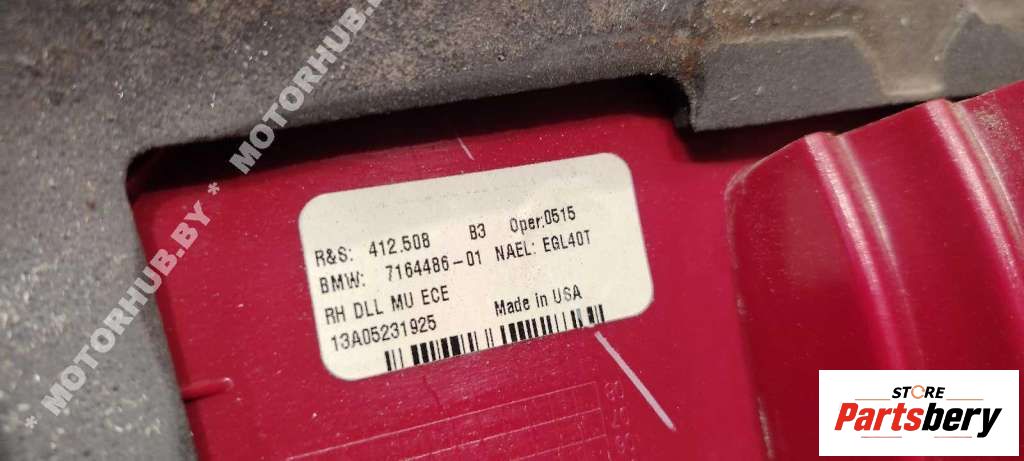 R&S: 412.508 B3 Oper:0515
BMW: 7164486-01 NAEL: EGL40T
RH DLL MU ECE
13A05231925 Made in USA
* MOTORHUB.BY * MOTORHUB.BY
STORE
Partsbery